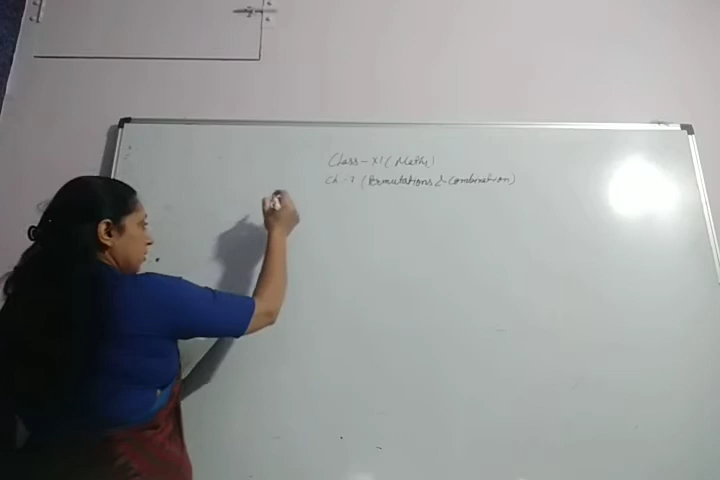 Class - XI (Maths)
Ch - 7 (Permutations & Combination)